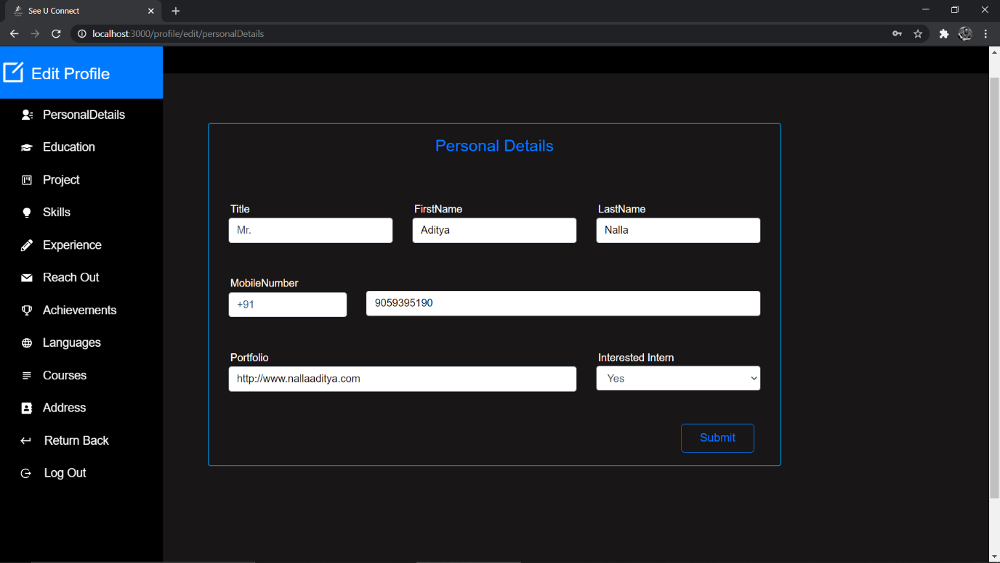 See U Connect
localhost:3000/profile/edit/personalDetails
Edit Profile
PersonalDetails
Education
Project
Skills
Experience
Reach Out
Achievements
Languages
Courses
Address
Return Back
Log Out
Personal Details
Title FirstName LastName
Mr. Aditya Nalla
MobileNumber
+91 9059395190
Portfolio Interested Intern
http://www.nallaaditya.com Yes
Submit